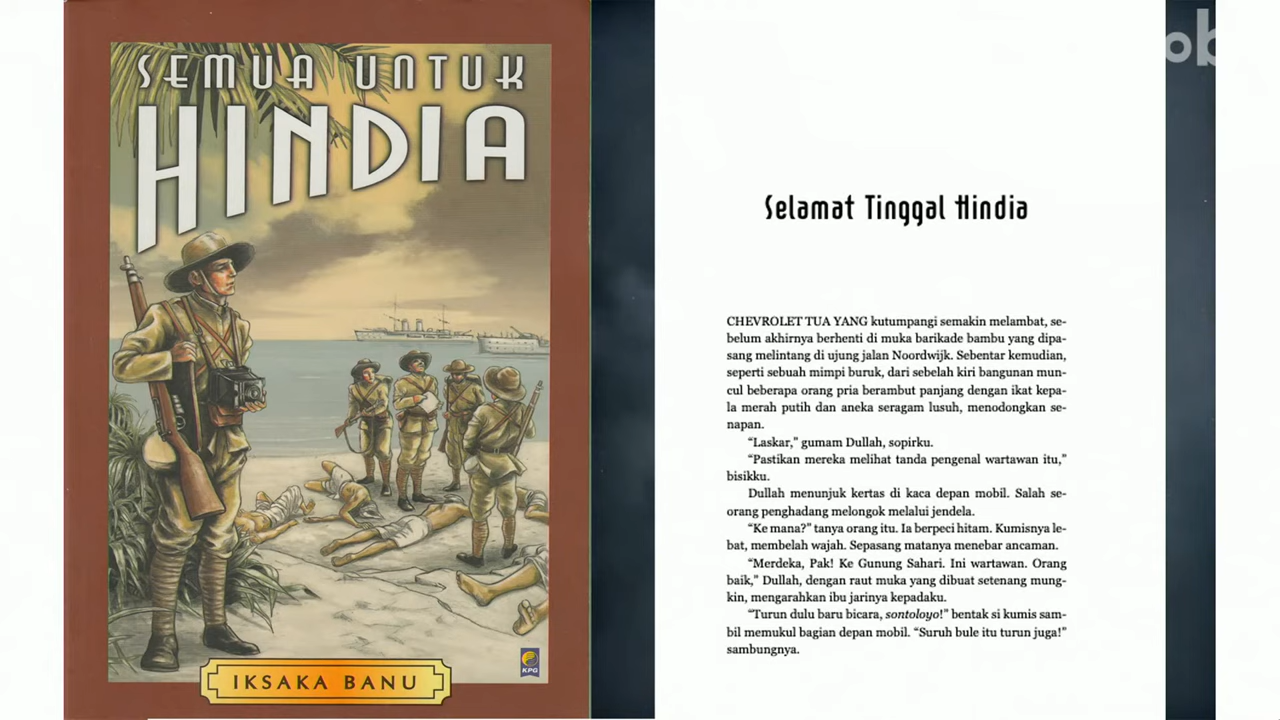 SEMUA UNTUK
HINDIA
IKSAKA BANU
KPG
ob
Selamat Tinggal Hindia
CHEVROLET TUA YANG kutumpangi semakin melambat, se-
belum akhirnya berhenti di muka barikade bambu yang dipa-
sang melintang di ujung jalan Noordwijk. Sebentar kemudian,
seperti sebuah mimpi buruk, dari sebelah kiri bangunan mun-
cul beberapa orang pria berambut panjang dengan ikat kepa-
la merah putih dan aneka seragam lusuh, menodongkan se-
napan.
“Laskar,” gumam Dullah, sopirku.
“Pastikan mereka melihat tanda pengenal wartawan itu,”
bisikku.
Dullah menunjuk kertas di kaca depan mobil. Salah se-
orang penghadang melongok melalui jendela.
“Ke mana?” tanya orang itu. Ia berpeci hitam. Kumisnya le-
bat, membelah wajah. Sepasang matanya menebar ancaman.
“Merdeka, Pak! Ke Gunung Sahari. Ini wartawan. Orang
baik,” Dullah, dengan raut muka yang dibuat setenang mung-
kin, mengarahkan ibu jarinya kepadaku.
“Turun dulu baru bicara, sontoloyo!” bentak si kumis sam-
bil memukul bagian depan mobil. “Suruh bule itu turun juga!”
sambungnya.